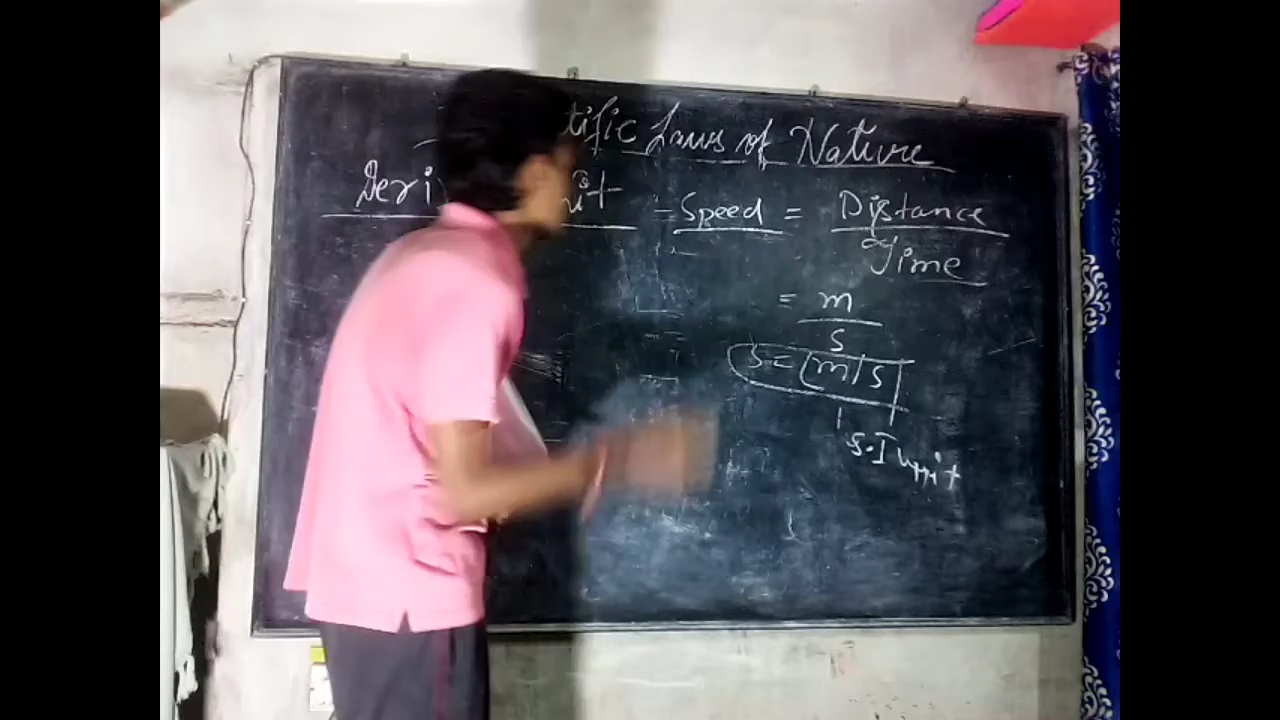 tific Laws of Nature
Deri it = Speed = Distance
Time
= m
s
S = m/s
S.I unit